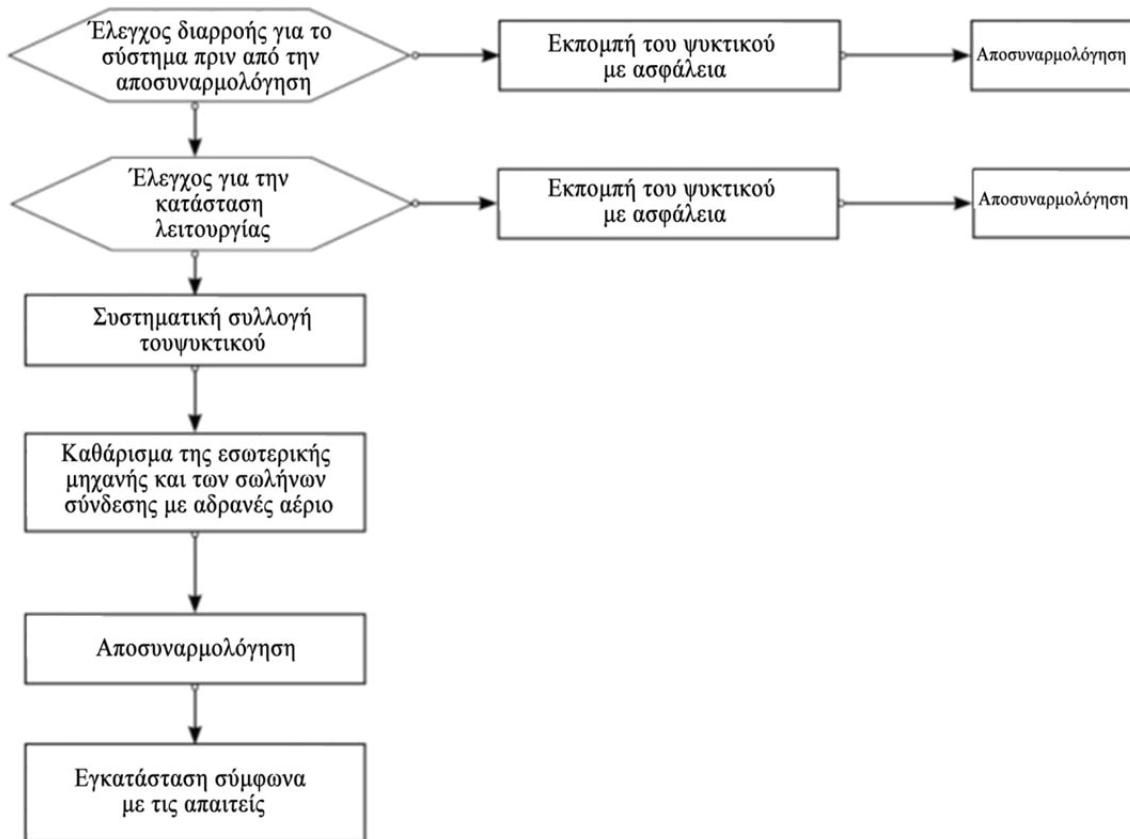 Έλεγχος διαρροής για το
σύστημα πριν από την
αποσυναρμολόγηση
Εκπομπή του ψυκτικού
με ασφάλεια
Αποσυναρμολόγηση
Έλεγχος για την
κατάσταση
λειτουργίας
Εκπομπή του ψυκτικού
με ασφάλεια
Αποσυναρμολόγηση
Συστηματική συλλογή
τουψυκτικού
Καθάρισμα της εσωτερικής
μηχανής και των σωλήνων
σύνδεσης με αδρανές αέριο
Αποσυναρμολόγηση
Εγκατάσταση σύμφωνα
με τις απαιτείς